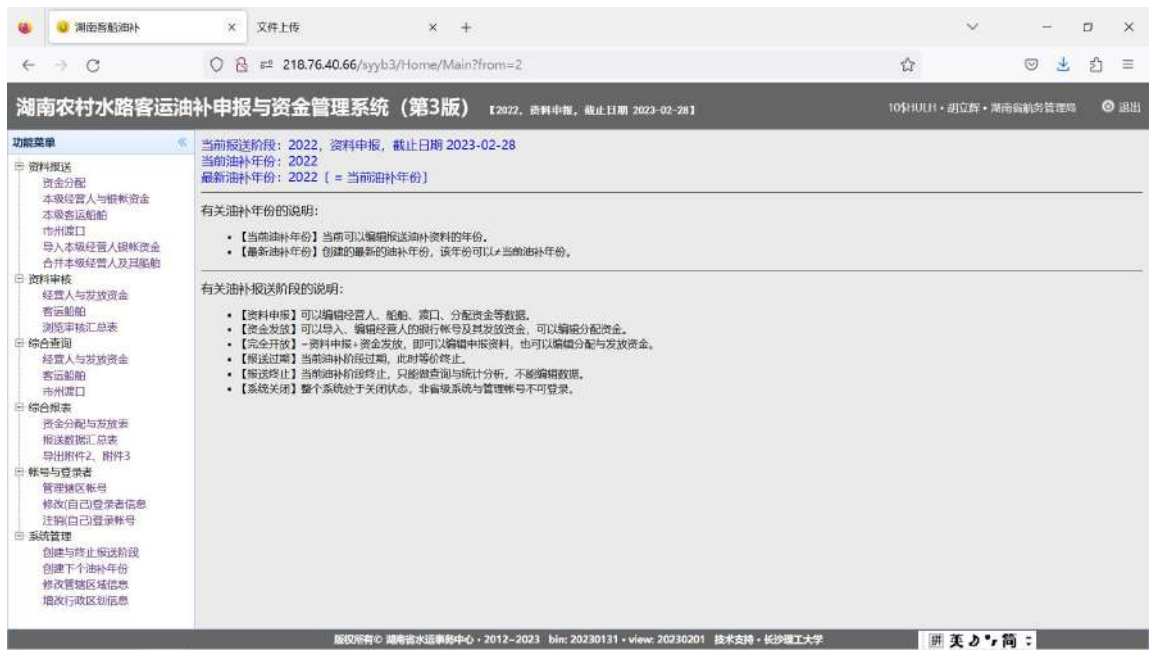 湖南客船油补
文件上传
218.76.40.66/syyb3/Home/Main?from=2
湖南农村水路客运油补申报与资金管理系统（第3版） 【2022，资料申报，截止日期 2023-02-28】
10$HULH・胡立辉・湖南省航务管理局 退出
功能菜单
资料报送
资金分配
本级经营人与银帐资金
本级客运船舶
市州渡口
导入本级经营人银帐资金
合并本级经营人及其船舶
资料审核
经营人与发放资金
客运船舶
浏览审核汇总表
综合查询
经营人与发放资金
客运船舶
市州渡口
综合报表
资金分配与发放表
报送数据汇总表
导出附件2、附件3
帐号与登录者
管理辖区帐号
修改(自己)登录者信息
注销(自己)登录帐号
系统管理
创建与终止报送阶段
创建下个油补年份
修改管辖区域信息
增改行政区划信息
当前报送阶段：2022，资料申报，截止日期 2023-02-28
当前油补年份：2022
最新油补年份：2022 [ = 当前油补年份]
有关油补年份的说明：
• 【当前油补年份】当前可以编辑报送油补资料的年份。
• 【最新油补年份】创建的最新的油补年份，该年份可以≠当前油补年份。
有关油补报送阶段的说明：
• 【资料申报】可以编辑经营人、船舶、渡口、分配资金等数据。
• 【资金发放】可以导入、编辑经营人的银行帐号及其发放资金，可以编辑分配资金。
• 【完全开放】=资料申报+资金发放，即可以编辑申报资料，也可以编辑分配与发放资金。
• 【报送过期】当前油补阶段过期，此时等价终止。
• 【报送终止】当前油补阶段终止，只能做查询与统计分析，不能编辑数据。
• 【系统关闭】整个系统处于关闭状态，非省级系统与管理帐号不可登录。
版权所有© 湖南省水运事务中心・2012-2023 bin: 20230131・view: 20230201 技术支持・长沙理工大学
拼 英 简